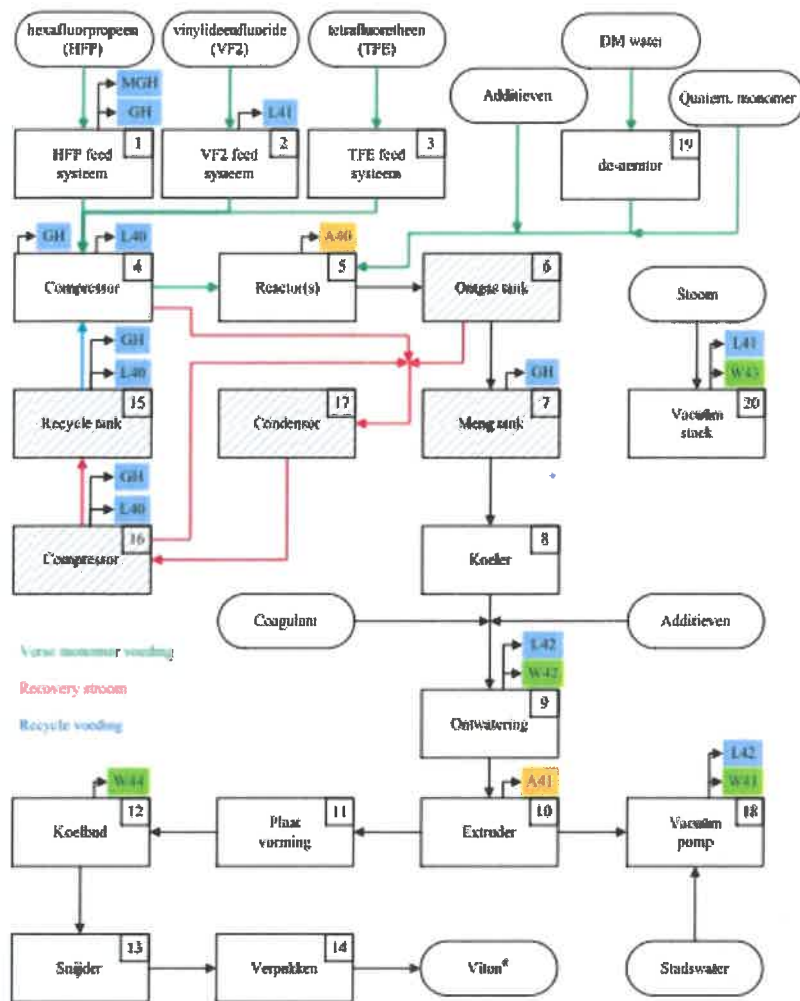 hexafluorpropeen
(HFP)
vinylideenfluoride
(VF2)
tetrafluoretheen
(TFE)
DM water
Additieven
Quatern. monomer
MGH
GH
L41
1
HFP feed
systeem
2
VF2 feed
systeem
3
TFE feed
systeem
19
de-aerator
GH
L40
A40
4
Compressor
5
Reactor(s)
6
Ontgas tank
Stoom
GH
L40
GH
L41
W43
15
Recycle tank
17
Condensor
7
Meng tank
20
Vacuum
stack
GH
L40
16
Compressor
8
Koeler
Coagulant
Additieven
Verse monomer voeding
Recovery stroom
Recycle voeding
L42
W42
9
Ontwatering
W44
A41
L42
W41
12
Koelbad
11
Plaat
vorming
10
Extruder
18
Vacuum
pomp
13
Snijder
14
Verpakken
Viton®
Stadswater